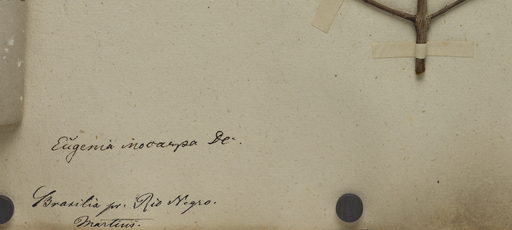 Eugenia inocarpa DC.
Brasilia pr. Rio Negro.
Martius.